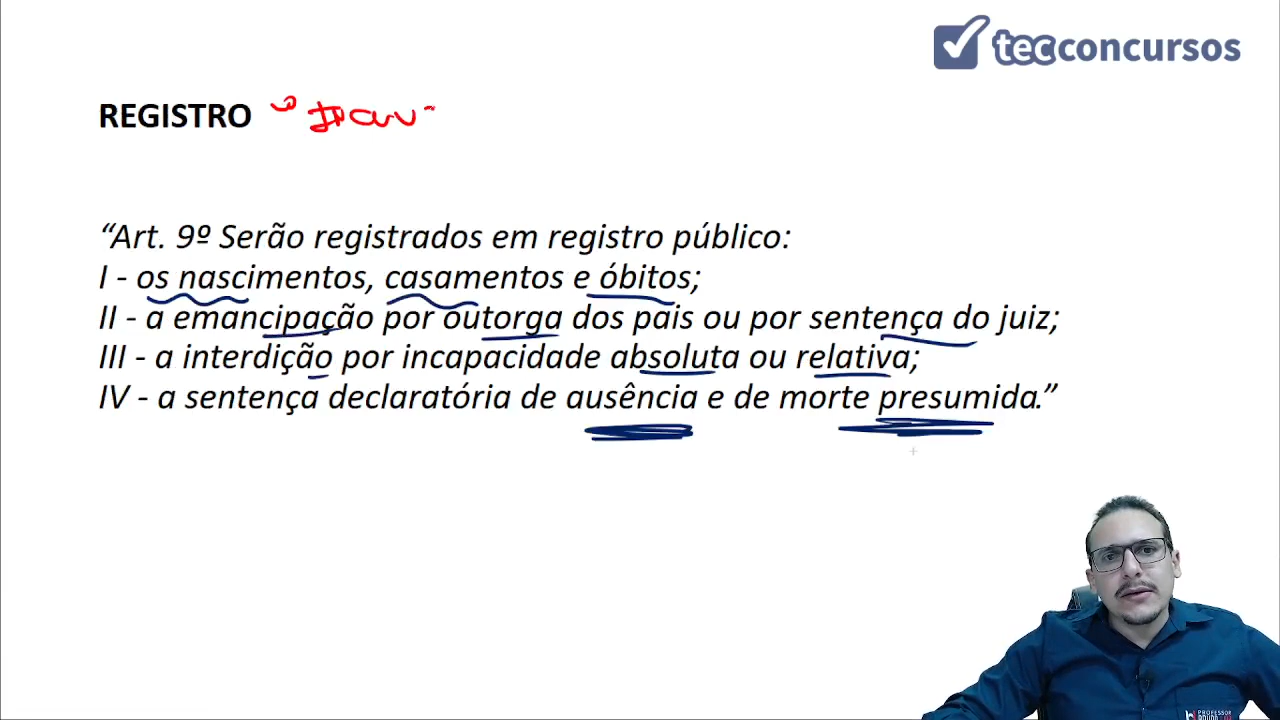 tecconcursos
REGISTRO
“Art. 9º Serão registrados em registro público:
I - os nascimentos, casamentos e óbitos;
II - a emancipação por outorga dos pais ou por sentença do juiz;
III - a interdição por incapacidade absoluta ou relativa;
IV - a sentença declaratória de ausência e de morte presumida.”
PROFESSOR